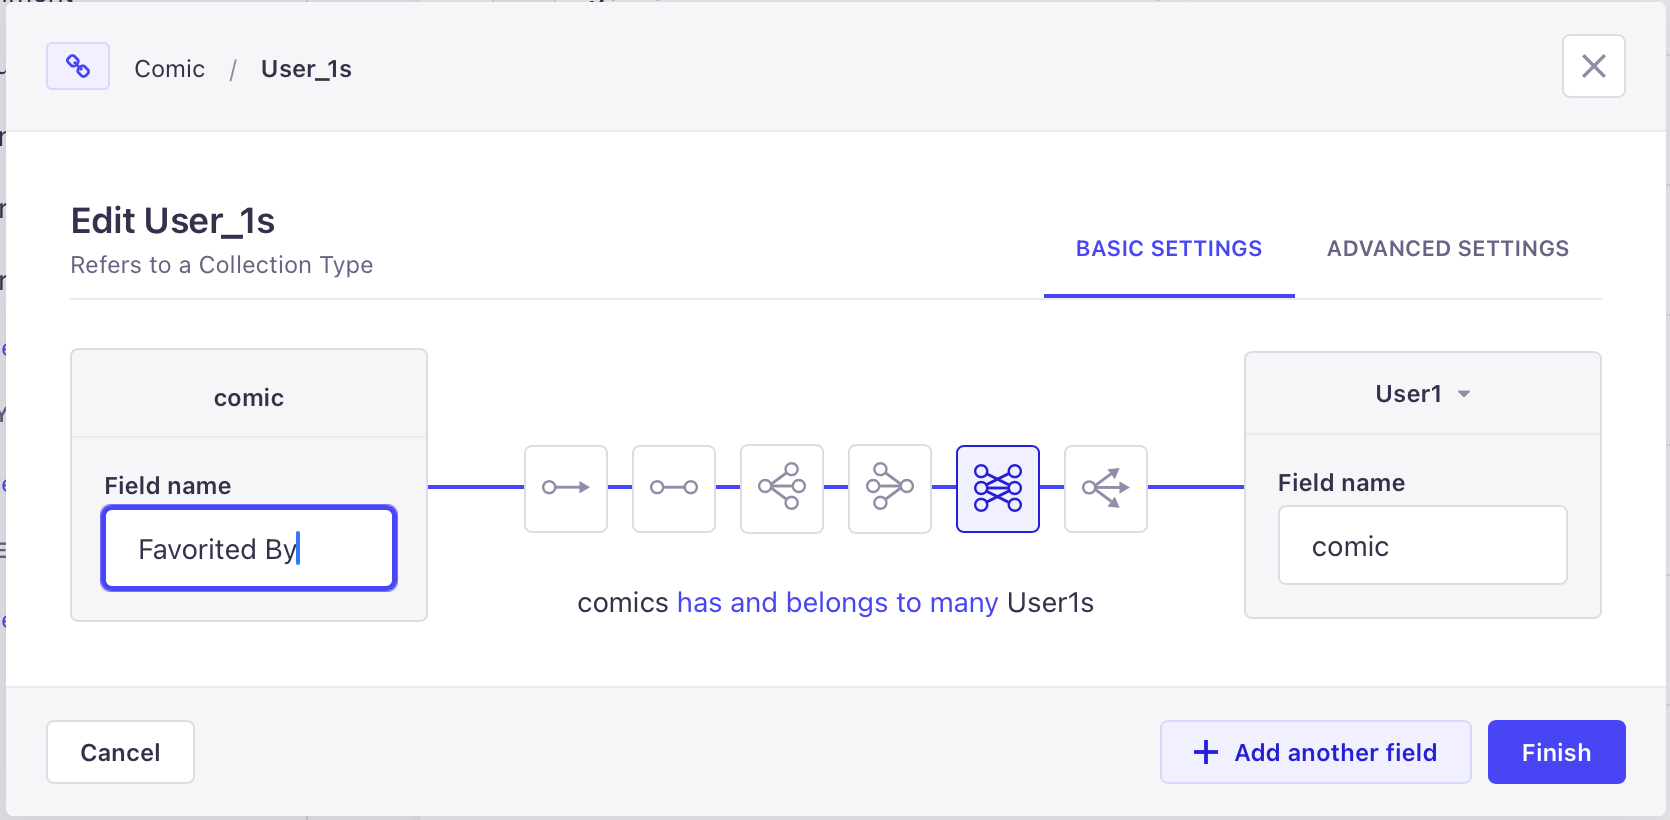 Comic / User_1s
Edit User_1s
Refers to a Collection Type
BASIC SETTINGS
ADVANCED SETTINGS
comic
Field name
Favorited By
comics has and belongs to many User1s
User1
Field name
comic
Cancel
Add another field
Finish